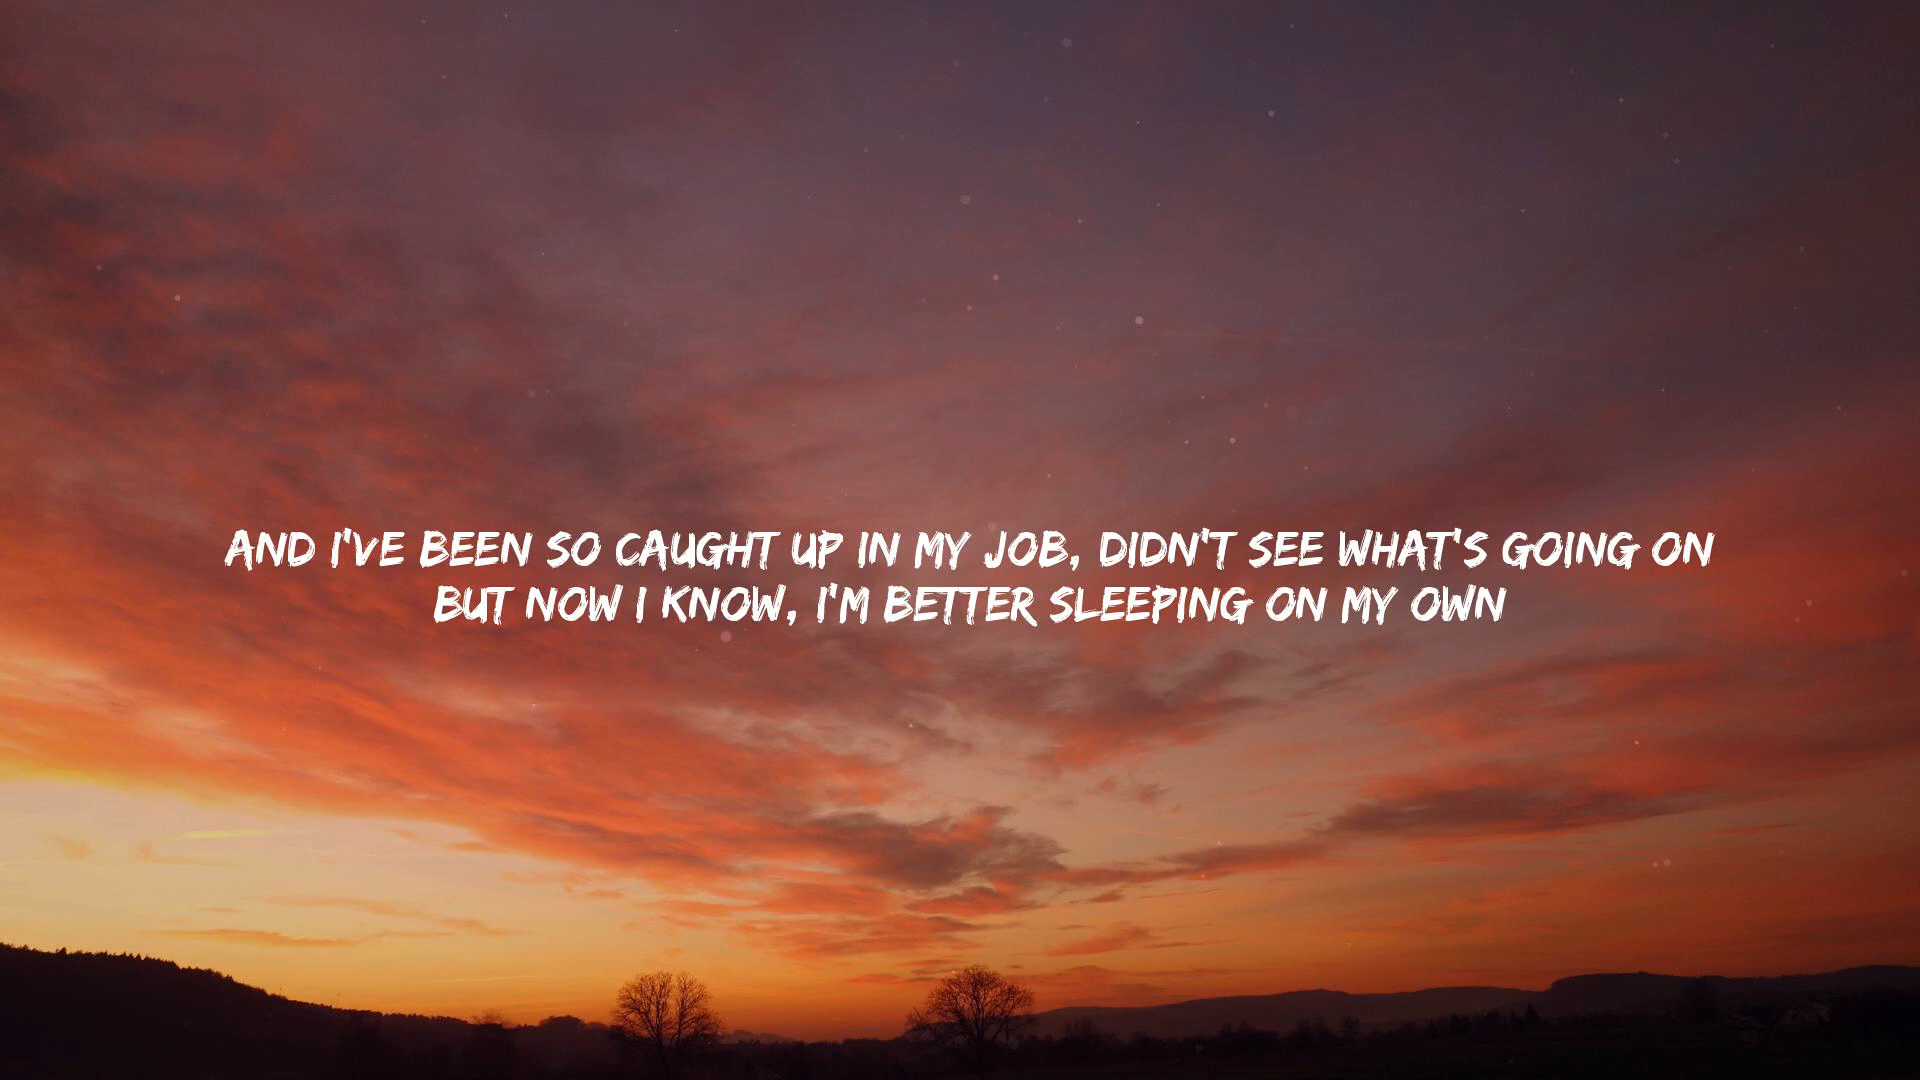 AND I'VE BEEN SO CAUGHT UP IN MY JOB, DIDN'T SEE WHAT'S GOING ON
BUT NOW I KNOW, I'M BETTER SLEEPING ON MY OWN